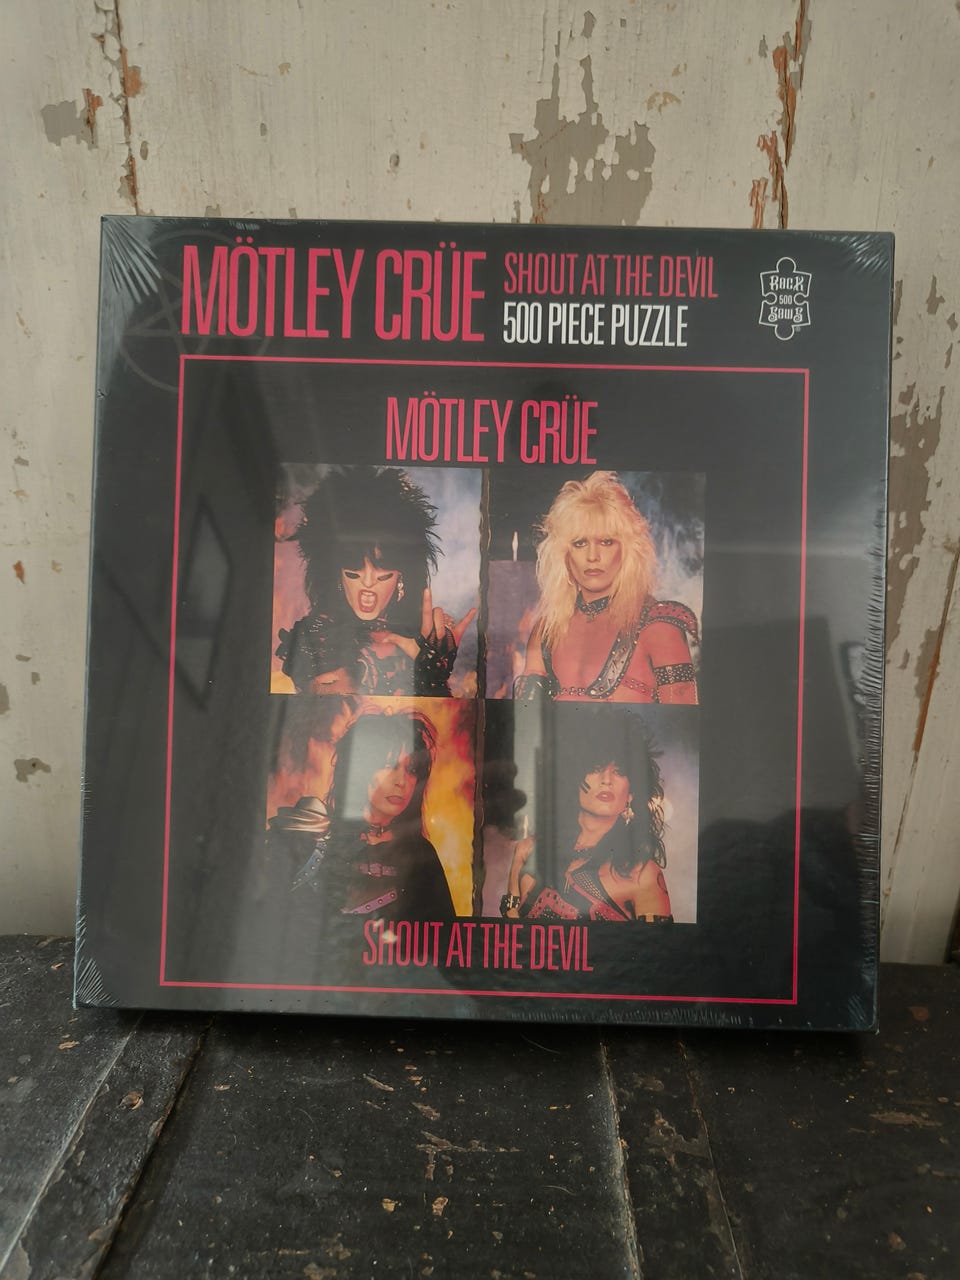 MÖTLEY CRÜE
SHOUT AT THE DEVIL
500 PIECE PUZZLE
ROCK
500
SAWS
®
MÖTLEY CRÜE
SHOUT AT THE DEVIL